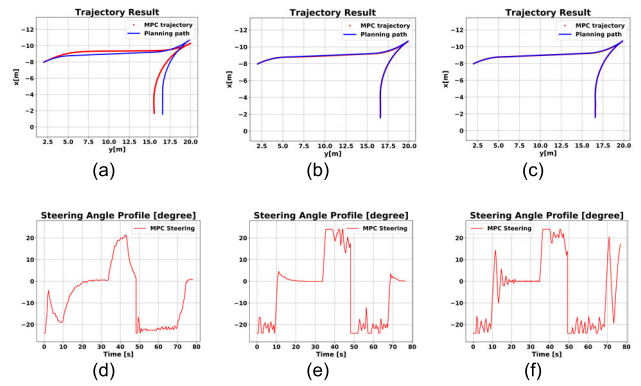 Trajectory Result
MPC trajectory
Planning path
x[m]
−12
−10
−8
−6
−4
−2
0
2.5 5.0 7.5 10.0 12.5 15.0 17.5 20.0
y[m]
(a)
Trajectory Result
MPC trajectory
Planning path
x[m]
−12
−10
−8
−6
−4
−2
0
2.5 5.0 7.5 10.0 12.5 15.0 17.5 20.0
y[m]
(b)
Trajectory Result
MPC trajectory
Planning path
x[m]
−12
−10
−8
−6
−4
−2
0
2.5 5.0 7.5 10.0 12.5 15.0 17.5 20.0
y[m]
(c)
Steering Angle Profile [degree]
MPC Steering
20
10
0
−10
−20
0 10 20 30 40 50 60 70 80
Time [s]
(d)
Steering Angle Profile [degree]
MPC Steering
20
10
0
−10
−20
0 10 20 30 40 50 60 70 80
Time [s]
(e)
Steering Angle Profile [degree]
MPC Steering
20
10
0
−10
−20
0 10 20 30 40 50 60 70 80
Time [s]
(f)